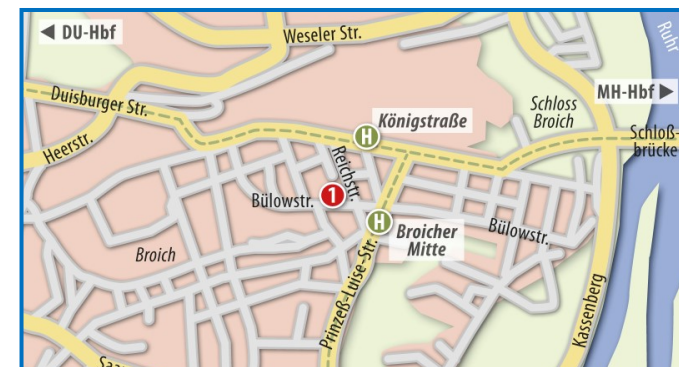 ◄ DU-Hbf
Weseler Str.
Ruhr
MH-Hbf ►
Duisburger Str.
H
Königstraße
Schloss
Broich
Schloß-
brücke
Heerstr.
Reichstr.
Bülowstr.
1
H
Broicher
Mitte
Bülowstr.
Broich
Prinzeß-Luise-Str.
Kassenberg